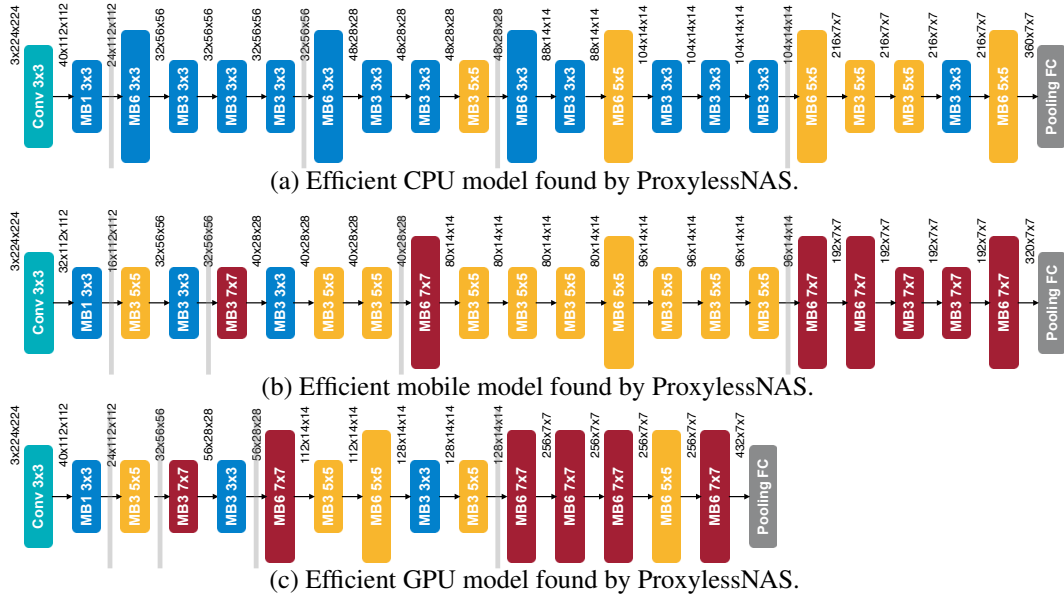 3x224x224
Conv 3x3
40x112x112
MB1 3x3
24x112x112
MB6 3x3
32x56x56
MB3 3x3
32x56x56
MB3 3x3
32x56x56
MB3 3x3
32x56x56
MB6 3x3
48x28x28
MB3 3x3
48x28x28
MB3 3x3
48x28x28
MB3 5x5
48x28x28
MB6 3x3
88x14x14
MB3 3x3
88x14x14
MB6 5x5
104x14x14
MB3 3x3
104x14x14
MB3 3x3
104x14x14
MB3 3x3
104x14x14
MB6 5x5
216x7x7
MB3 5x5
216x7x7
MB3 5x5
216x7x7
MB3 3x3
216x7x7
MB6 5x5
360x7x7
Pooling FC
(a) Efficient CPU model found by ProxylessNAS.
3x224x224
Conv 3x3
32x112x112
MB1 3x3
16x112x112
MB3 5x5
32x56x56
MB3 3x3
32x56x56
MB3 7x7
40x28x28
MB3 3x3
40x28x28
MB3 5x5
40x28x28
MB3 5x5
40x28x28
MB6 7x7
80x14x14
MB3 5x5
80x14x14
MB3 5x5
80x14x14
MB3 5x5
80x14x14
MB6 5x5
96x14x14
MB3 5x5
96x14x14
MB3 5x5
96x14x14
MB3 5x5
96x14x14
MB6 7x7
192x7x7
MB6 7x7
192x7x7
MB3 7x7
192x7x7
MB3 7x7
192x7x7
MB6 7x7
320x7x7
Pooling FC
(b) Efficient mobile model found by ProxylessNAS.
3x224x224
Conv 3x3
40x112x112
MB1 3x3
24x112x112
MB3 5x5
32x56x56
MB3 7x7
56x28x28
MB3 3x3
56x28x28
MB6 7x7
112x14x14
MB3 5x5
112x14x14
MB6 5x5
128x14x14
MB3 3x3
128x14x14
MB3 5x5
128x14x14
MB6 7x7
256x7x7
MB6 7x7
256x7x7
MB6 7x7
256x7x7
MB6 5x5
256x7x7
MB6 7x7
432x7x7
Pooling FC
(c) Efficient GPU model found by ProxylessNAS.